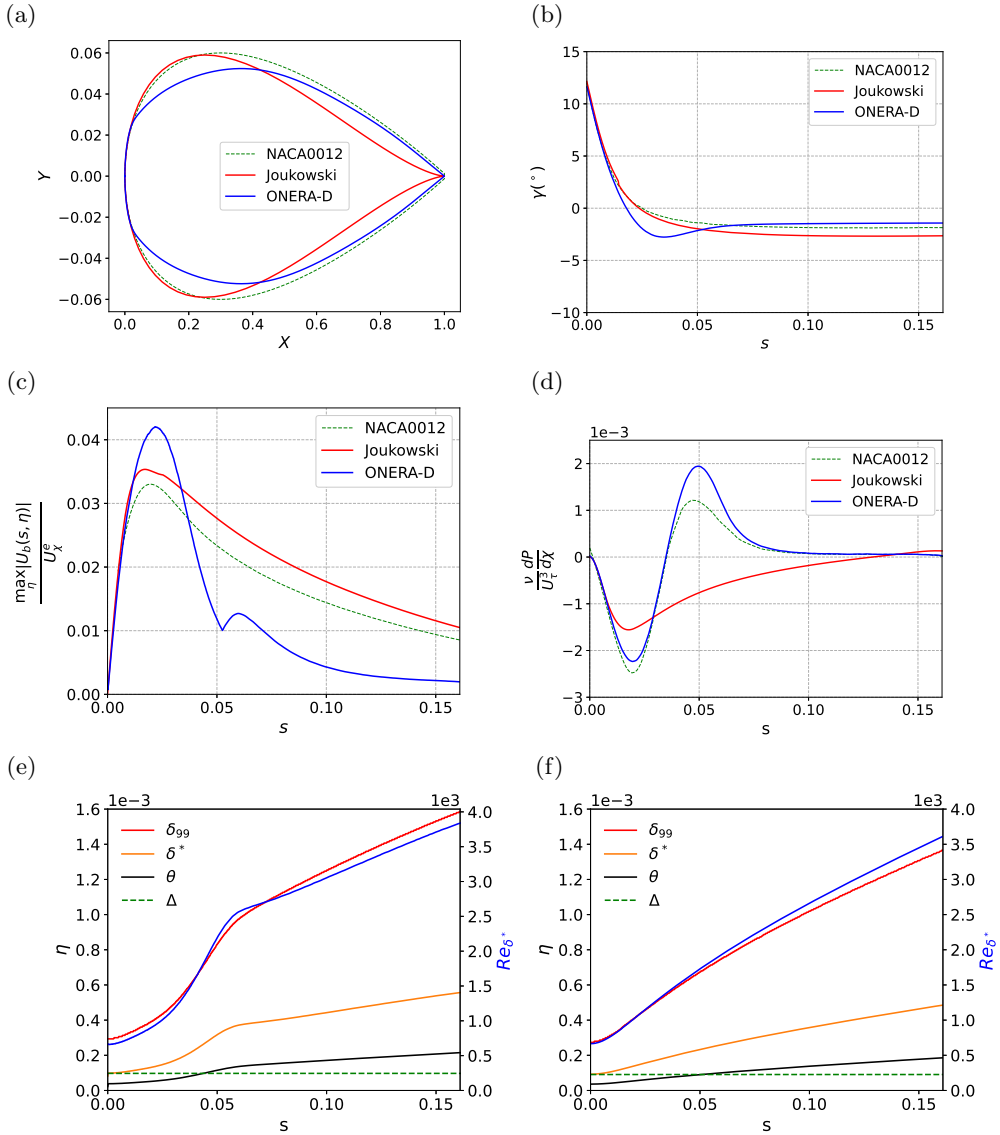 (a)
0.06
0.04
0.02
0.00
−0.02
−0.04
−0.06
Y
NACA0012
Joukowski
ONERA-D
0.0 0.2 0.4 0.6 0.8 1.0
X
(b)
15
10
5
0
−5
−10
γ(°)
NACA0012
Joukowski
ONERA-D
0.00 0.05 0.10 0.15
s
(c)
0.04
0.03
0.02
0.01
0.00
max|U_b(s, η)|
η
U_χ^e
NACA0012
Joukowski
ONERA-D
0.00 0.05 0.10 0.15
s
(d)
1e−3
2
1
0
−1
−2
−3
ν/U_τ^3 dP/dχ
NACA0012
Joukowski
ONERA-D
0.00 0.05 0.10 0.15
s
(e)
1e−3 1e3
1.6
1.4
1.2
1.0
0.8
0.6
0.4
0.2
0.0
η
δ99
δ*
θ
Δ
4.0
3.5
3.0
2.5
2.0
1.5
1.0
0.5
0.0
Re_δ*
0.00 0.05 0.10 0.15
s
(f)
1e−3 1e3
1.6
1.4
1.2
1.0
0.8
0.6
0.4
0.2
0.0
η
δ99
δ*
θ
Δ
4.0
3.5
3.0
2.5
2.0
1.5
1.0
0.5
0.0
Re_δ*
0.00 0.05 0.10 0.15
s